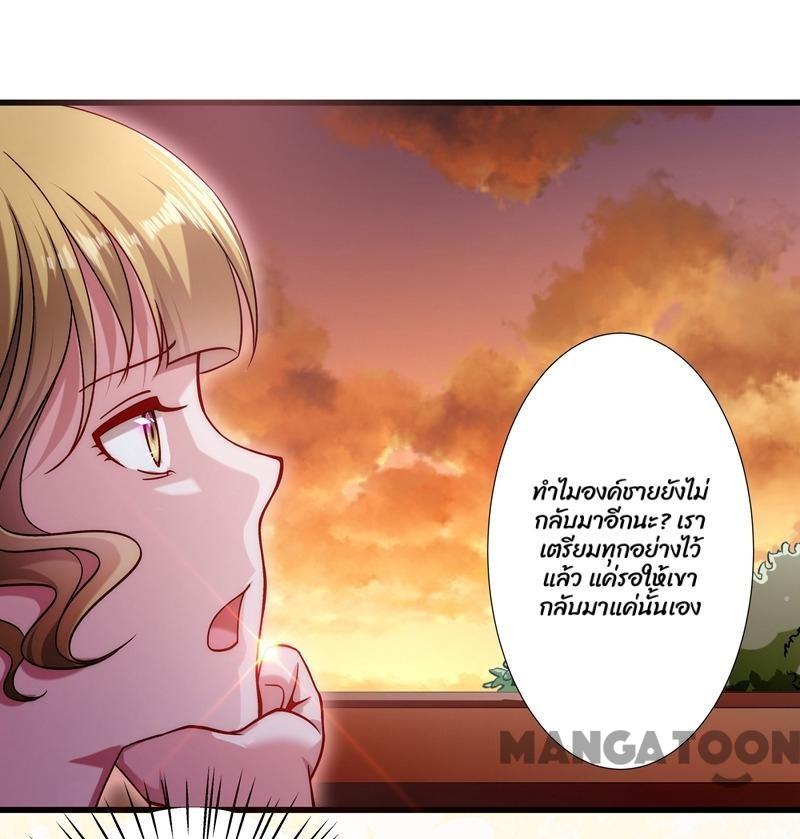 ทำไมองค์ชายยังไม่
กลับมาอีกนะ? เรา
เตรียมทุกอย่างไว้
แล้ว แค่รอให้เขา
กลับมาแค่นั้นเอง
MANGATOON